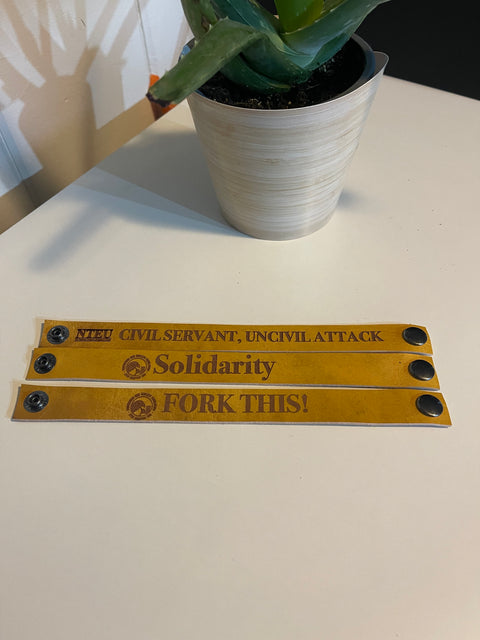 NTEU CIVIL SERVANT, UNCIVIL ATTACK
Solidarity
FORK THIS!